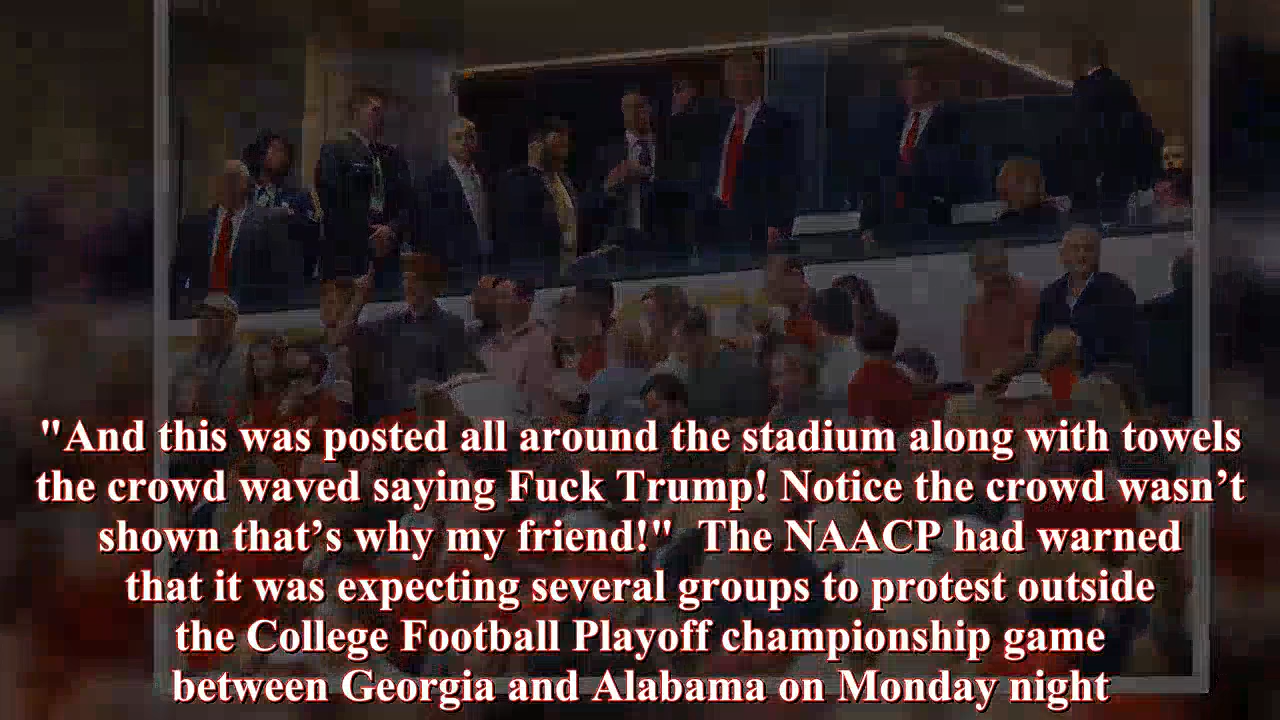 "And this was posted all around the stadium along with towels
the crowd waved saying Fuck Trump! Notice the crowd wasn’t
shown that’s why my friend!"  The NAACP had warned
that it was expecting several groups to protest outside
the College Football Playoff championship game
between Georgia and Alabama on Monday night